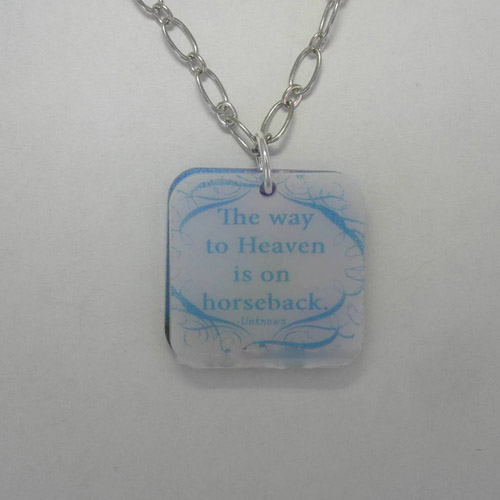 The way
to Heaven
is on
horseback.
-Unknown